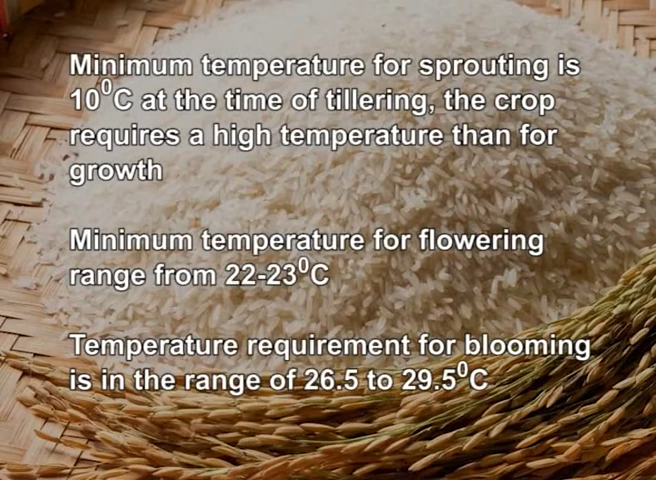 Minimum temperature for sprouting is
10⁰C at the time of tillering, the crop
requires a high temperature than for
growth
Minimum temperature for flowering
range from 22-23⁰C
Temperature requirement for blooming
is in the range of 26.5 to 29.5⁰C